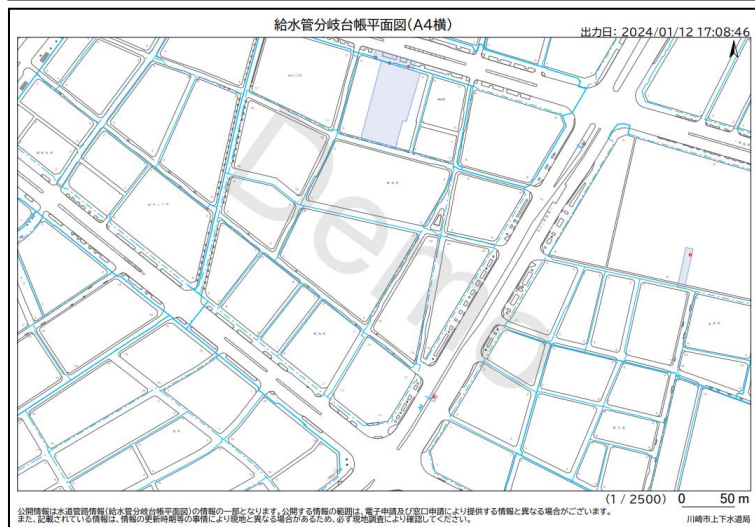 給水管分岐台帳平面図(A4横)
出力日: 2024/01/12 17:08:46
Demo
(1 / 2500) 0 50 m
公開情報は水道管路情報(給水管分岐台帳平面図)の情報の一部となります。公開する情報の範囲は、電子申請及び窓口申請により提供する情報と異なる場合がございます。
また、記載されている情報は、情報の更新時期等の事情により現地と異なる場合があるため、必ず現地調査により確認してください。
川崎市上下水道局